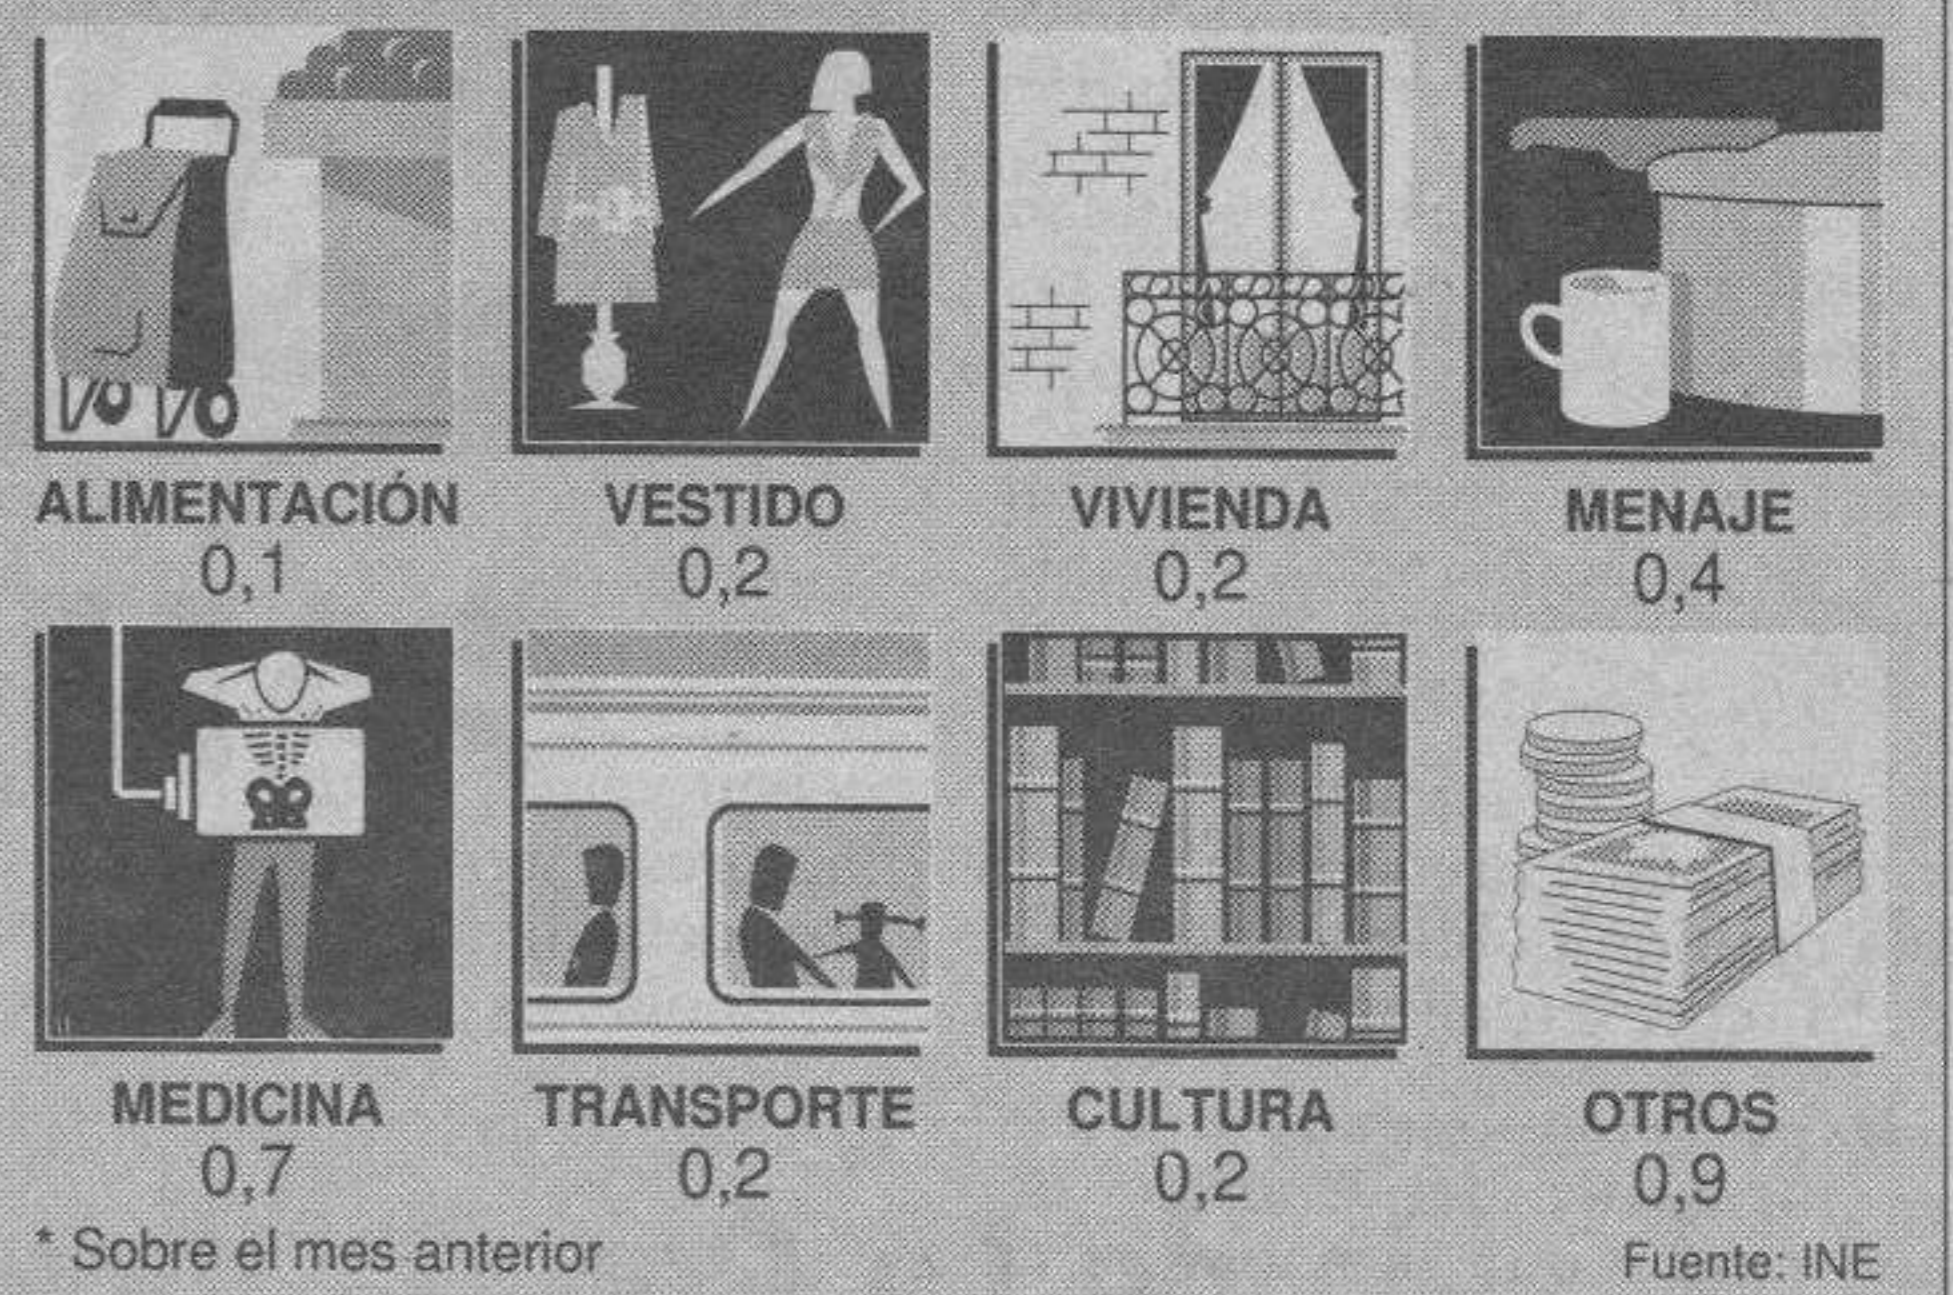 ALIMENTACIÓN
0,1
VESTIDO
0,2
VIVIENDA
0,2
MENAJE
0,4
MEDICINA
0,7
TRANSPORTE
0,2
CULTURA
0,2
OTROS
0,9
* Sobre el mes anterior
Fuente: INE